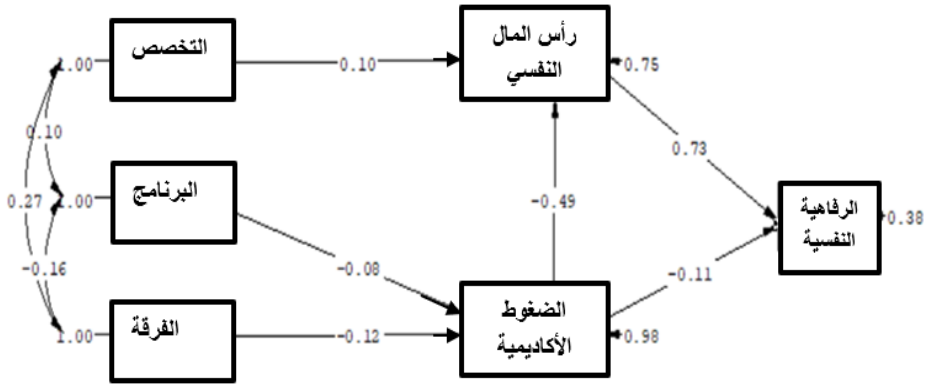 التخصص
البرنامج
الفرقة
رأس المال
النفسي
الضغوط
الأكاديمية
الرفاهية
النفسية
1.00
1.00
1.00
0.10
0.27
-0.16
0.10
-0.08
-0.12
-0.49
0.75
0.73
-0.11
0.98
0.38